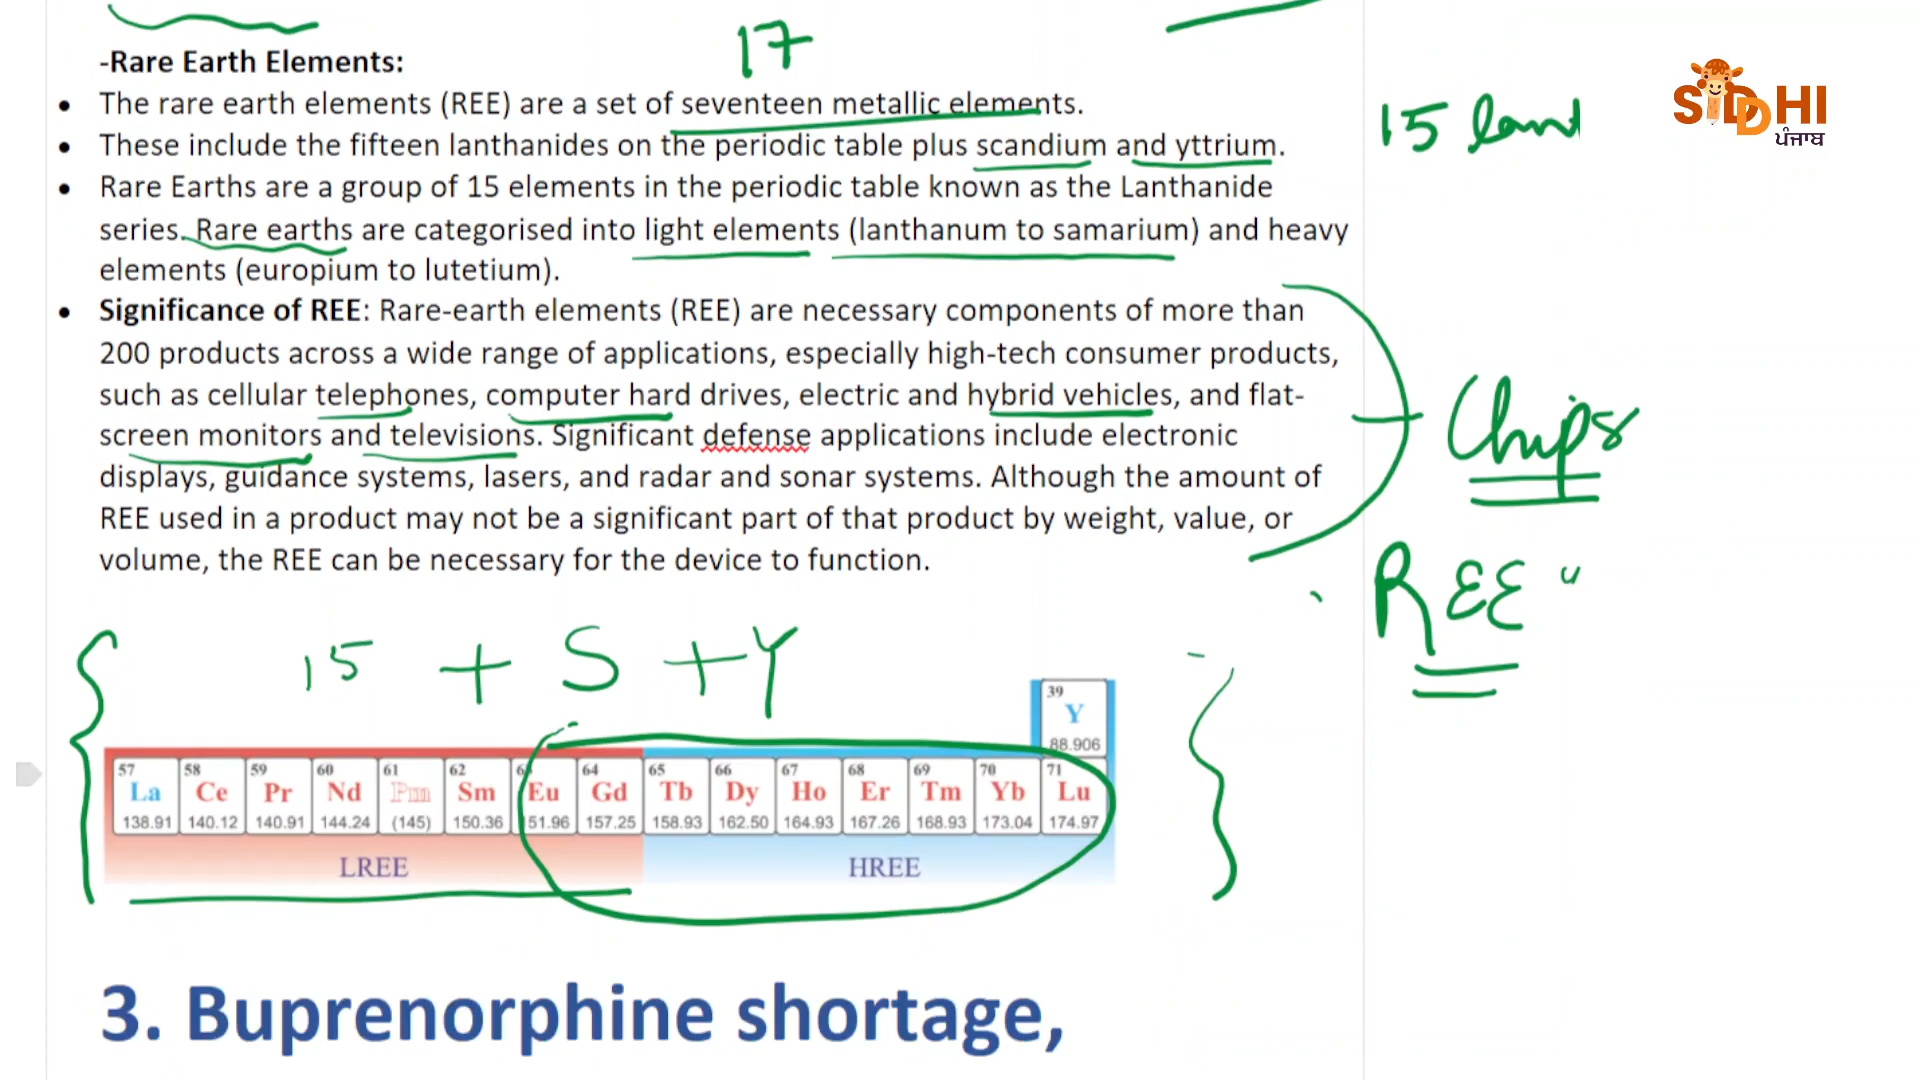 17
-Rare Earth Elements:
• The rare earth elements (REE) are a set of seventeen metallic elements.
15 lant
SIDDHI
ਪੰਜਾਬ
• These include the fifteen lanthanides on the periodic table plus scandium and yttrium.
• Rare Earths are a group of 15 elements in the periodic table known as the Lanthanide
series. Rare earths are categorised into light elements (lanthanum to samarium) and heavy
elements (europium to lutetium).
• Significance of REE: Rare-earth elements (REE) are necessary components of more than
200 products across a wide range of applications, especially high-tech consumer products,
such as cellular telephones, computer hard drives, electric and hybrid vehicles, and flat-
screen monitors and televisions. Significant defense applications include electronic
displays, guidance systems, lasers, and radar and sonar systems. Although the amount of
REE used in a product may not be a significant part of that product by weight, value, or
volume, the REE can be necessary for the device to function.
Chips
REE "
15 + S + Y
39
Y
88.906
57 58 59 60 61 62 63 64 65 66 67 68 69 70 71
La Ce Pr Nd Pm Sm Eu Gd Tb Dy Ho Er Tm Yb Lu
138.91 140.12 140.91 144.24 (145) 150.36 151.96 157.25 158.93 162.50 164.93 167.26 168.93 173.04 174.97
LREE HREE
3. Buprenorphine shortage,